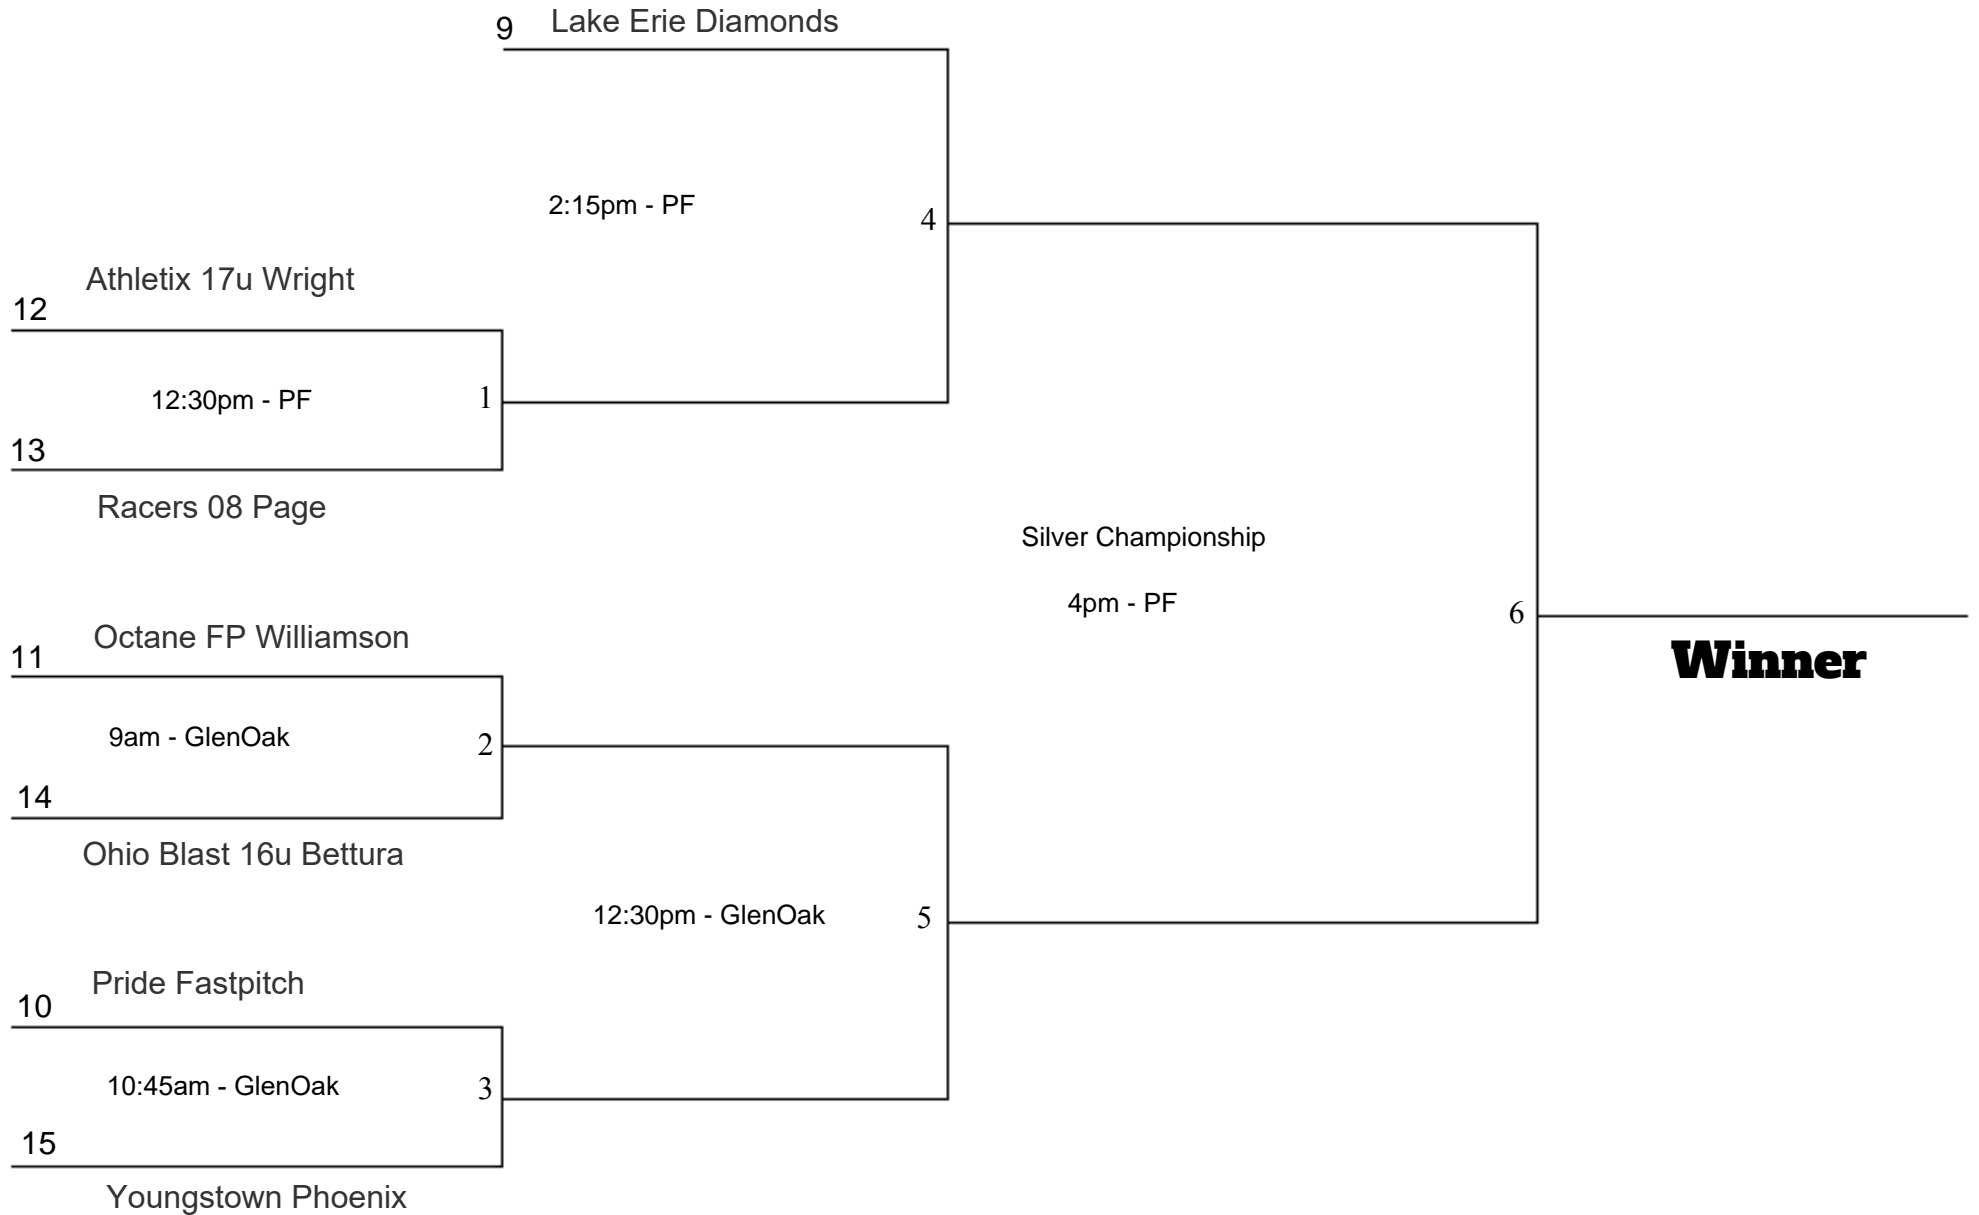 9
Lake Erie Diamonds
2:15pm - PF
4
Athletix 17u Wright
12
12:30pm - PF
1
13
Racers 08 Page
Silver Championship
4pm - PF
6
Winner
Octane FP Williamson
11
9am - GlenOak
2
14
Ohio Blast 16u Bettura
12:30pm - GlenOak
5
Pride Fastpitch
10
10:45am - GlenOak
3
15
Youngstown Phoenix